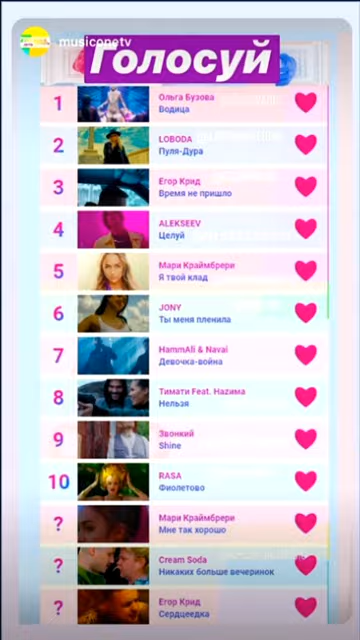 musiconetv
Голосуй
1
Ольга Бузова
Водица
2
LOBODA
Пуля-Дура
3
Егор Крид
Время не пришло
4
ALEKSEEV
Целуй
5
Мари Краймбрери
Я твой клад
6
JONY
Ты меня пленила
7
HammAli & Navai
Девочка-война
8
Тимати Feat. Назима
Нельзя
9
Звонкий
Shine
10
RASA
Фиолетово
?
Мари Краймбрери
Мне так хорошо
?
Cream Soda
Никаких больше вечеринок
?
Егор Крид
Сердцеедка